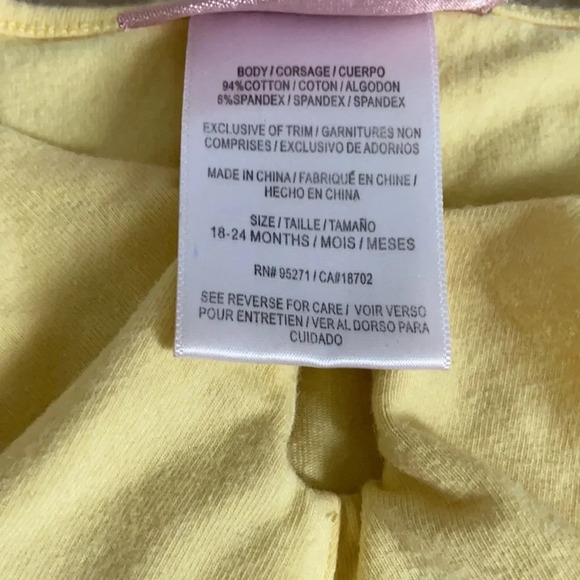 BODY / CORSAGE / CUERPO
94%COTTON / COTON / ALGODON
6%SPANDEX / SPANDEX / SPANDEX
EXCLUSIVE OF TRIM / GARNITURES NON
COMPRISES / EXCLUSIVO DE ADORNOS
MADE IN CHINA / FABRIQUÉ EN CHINE /
HECHO EN CHINA
SIZE / TAILLE / TAMAÑO
18-24 MONTHS / MOIS / MESES
RN# 95271 / CA#18702
SEE REVERSE FOR CARE / VOIR VERSO
POUR ENTRETIEN / VER AL DORSO PARA
CUIDADO